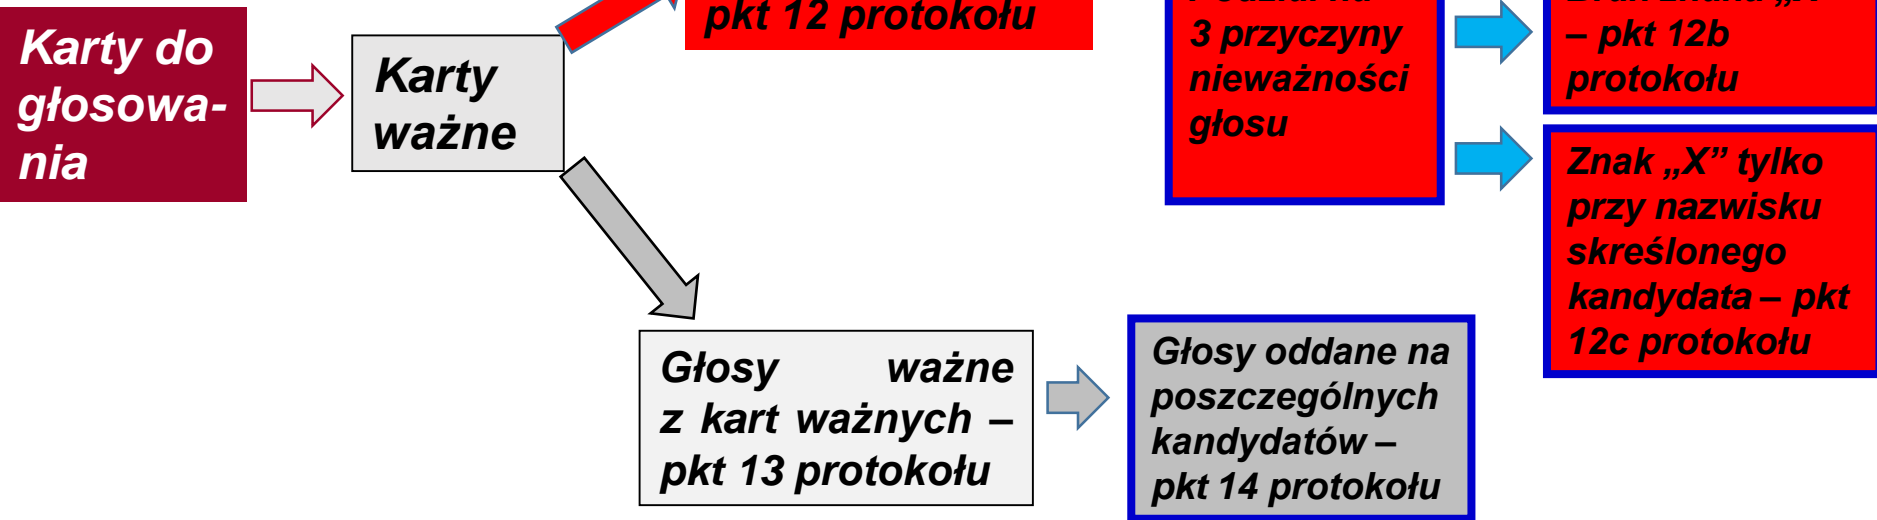 Karty do
głosowa-
nia
Karty
ważne
pkt 12 protokołu
3 przyczyny
nieważności
głosu
– pkt 12b
protokołu
Znak „X” tylko
przy nazwisku
skreślonego
kandydata – pkt
12c protokołu
Głosy ważne
z kart ważnych –
pkt 13 protokołu
Głosy oddane na
poszczególnych
kandydatów –
pkt 14 protokołu